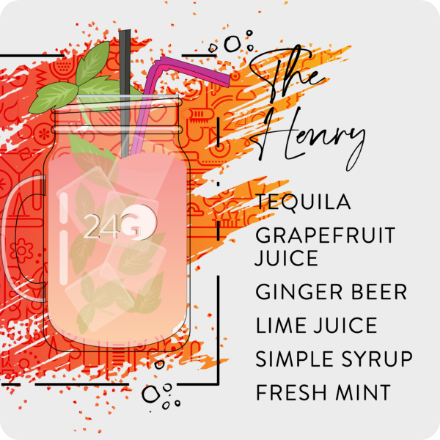 The
Henry
24G
TEQUILA
GRAPEFRUIT
JUICE
GINGER BEER
LIME JUICE
SIMPLE SYRUP
FRESH MINT